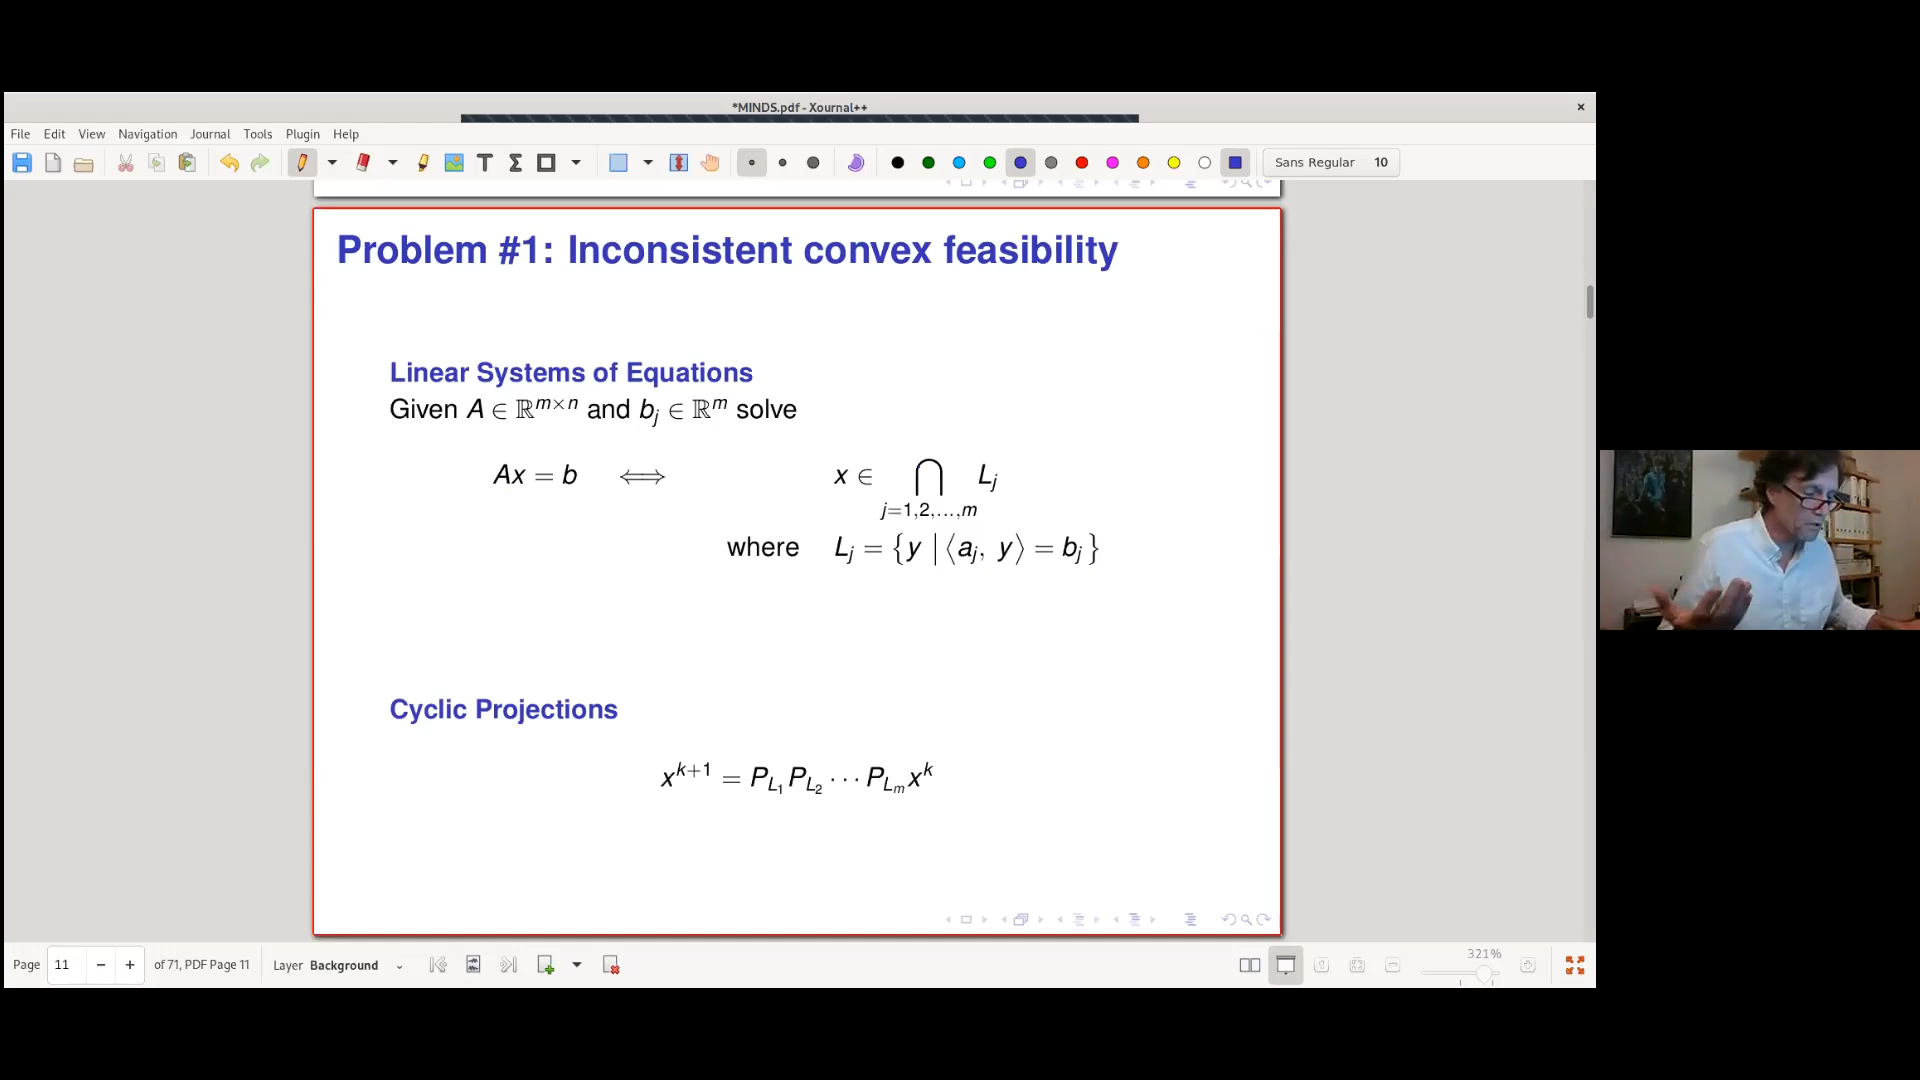 *MINDS.pdf - Xournal++
File Edit View Navigation Journal Tools Plugin Help
Sans Regular 10
Problem #1: Inconsistent convex feasibility
Linear Systems of Equations
Given A ∈ ℝ^{m×n} and b_j ∈ ℝ^m solve
Ax = b ⟺ x ∈ ⋂_{j=1,2,...,m} L_j
where L_j = {y | ⟨a_j, y⟩ = b_j}
Cyclic Projections
x^{k+1} = P_{L_1} P_{L_2} ··· P_{L_m} x^k
Page 11 − + of 71, PDF Page 11 Layer Background 321%